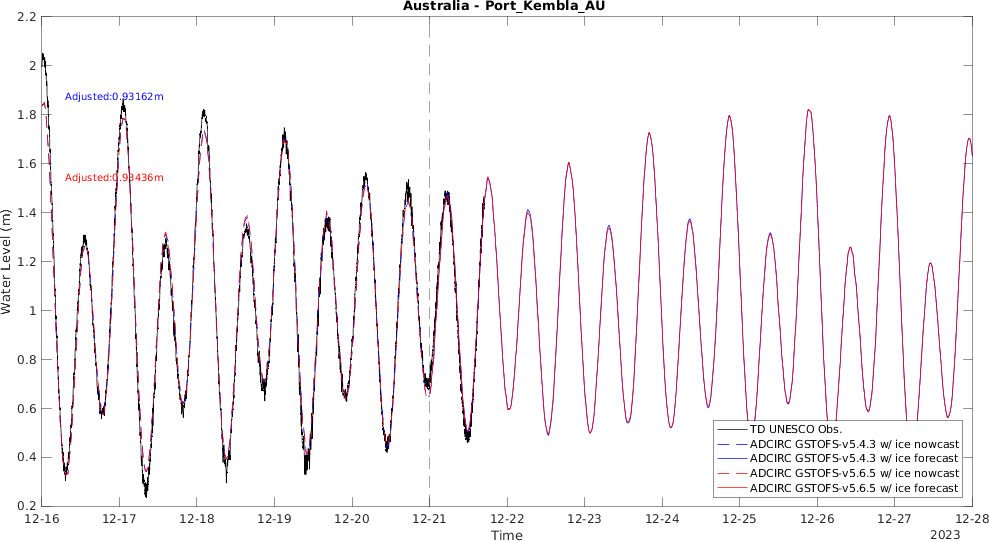 Australia - Port_Kembla_AU
2.2
2
1.8
1.6
1.4
1.2
1
0.8
0.6
0.4
0.2
Water Level (m)
Adjusted:0.93162m
Adjusted:0.93436m
TD UNESCO Obs.
ADCIRC GSTOFS-v5.4.3 w/ ice nowcast
ADCIRC GSTOFS-v5.4.3 w/ ice forecast
ADCIRC GSTOFS-v5.6.5 w/ ice nowcast
ADCIRC GSTOFS-v5.6.5 w/ ice forecast
12-16 12-17 12-18 12-19 12-20 12-21 12-22 12-23 12-24 12-25 12-26 12-27 12-28
Time
2023